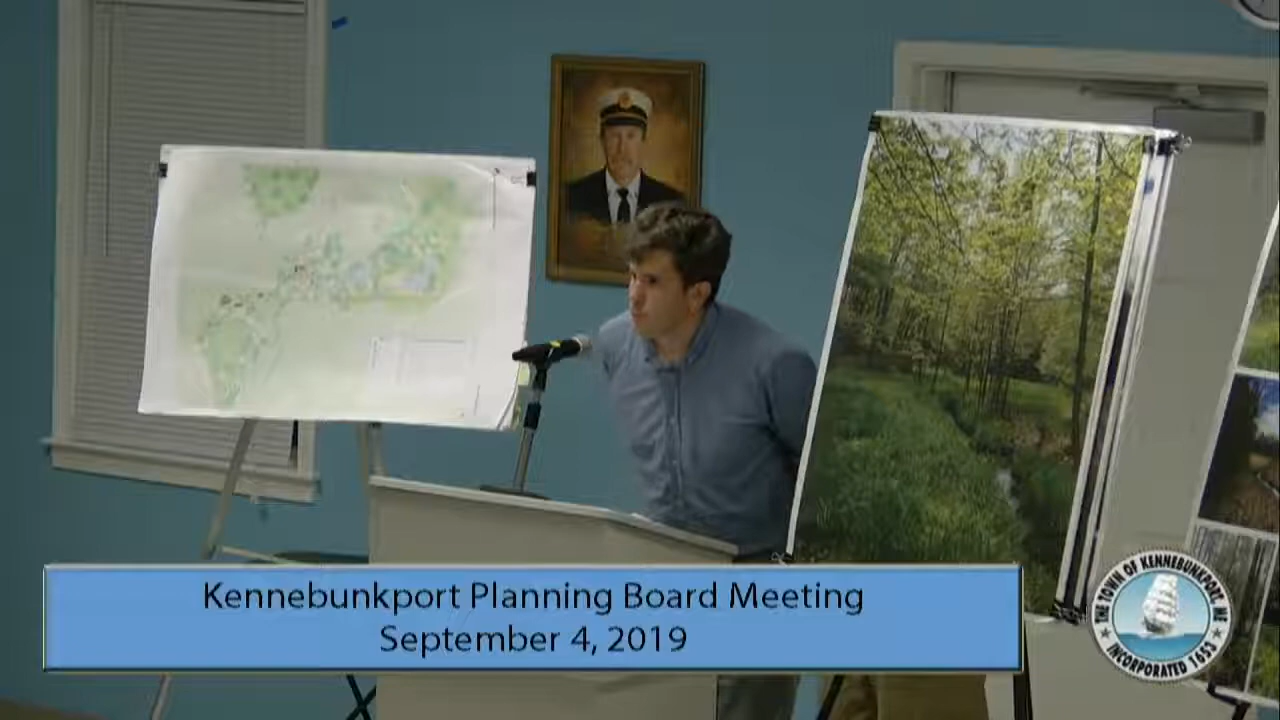 Kennebunkport Planning Board Meeting
September 4, 2019
THE TOWN OF KENNEBUNKPORT, ME
INCORPORATED 1653